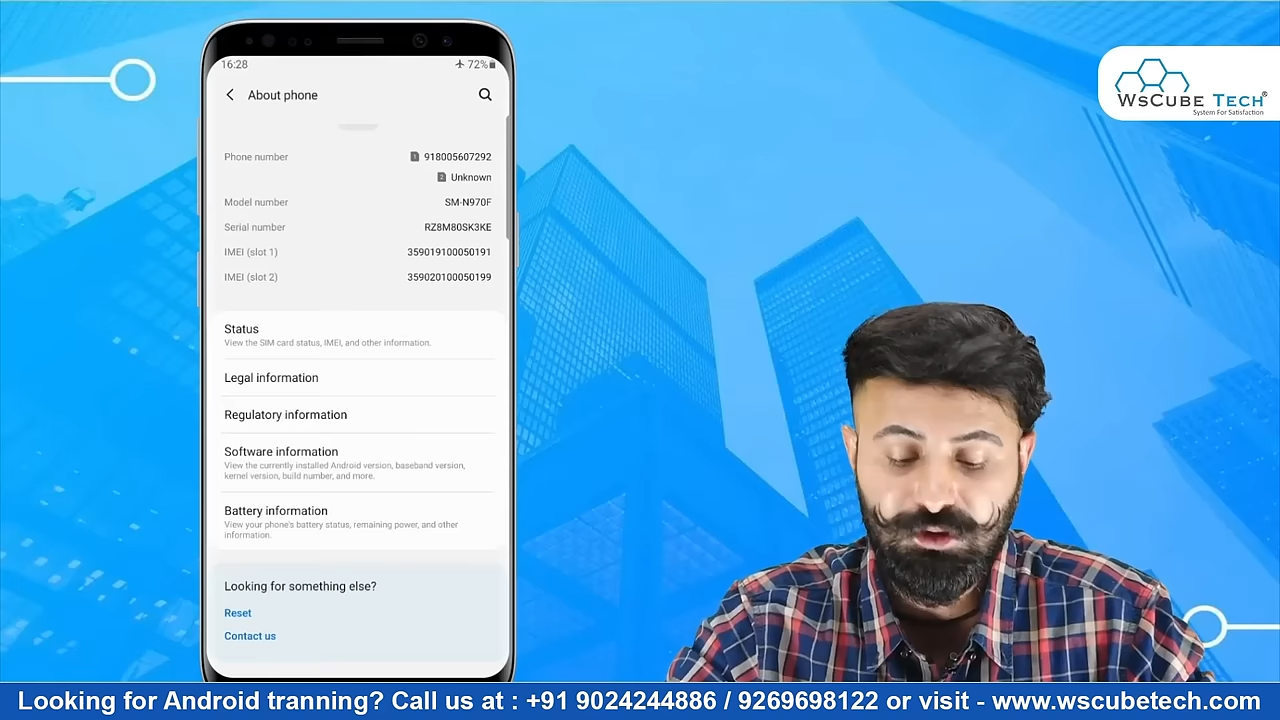 16:28
72%
About phone
Phone number 918005607292
Unknown
Model number SM-N970F
Serial number RZ8M80SK3KE
IMEI (slot 1) 359019100050191
IMEI (slot 2) 359020100050199
Status
View the SIM card status, IMEI, and other information.
Legal information
Regulatory information
Software information
View the currently installed Android version, baseband version,
kernel version, build number, and more.
Battery information
View your phone's battery status, remaining power, and other
information.
Looking for something else?
Reset
Contact us
WSCUBE TECH®
System For Satisfaction
Looking for Android tranning? Call us at : +91 9024244886 / 9269698122 or visit - www.wscubetech.com